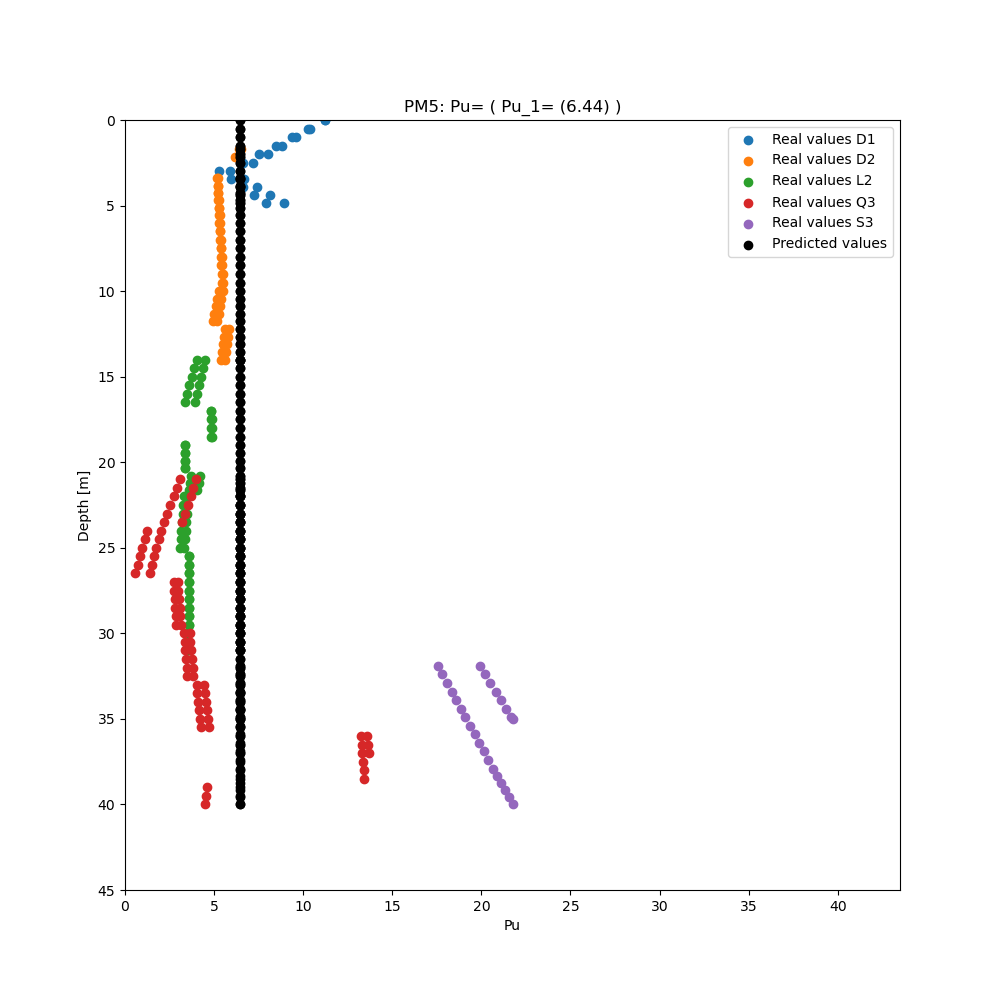 PM5: Pu= ( Pu_1= (6.44) )
Real values D1
Real values D2
Real values L2
Real values Q3
Real values S3
Predicted values
0
5
10
15
20
25
30
35
40
45
Depth [m]
0 5 10 15 20 25 30 35 40
Pu